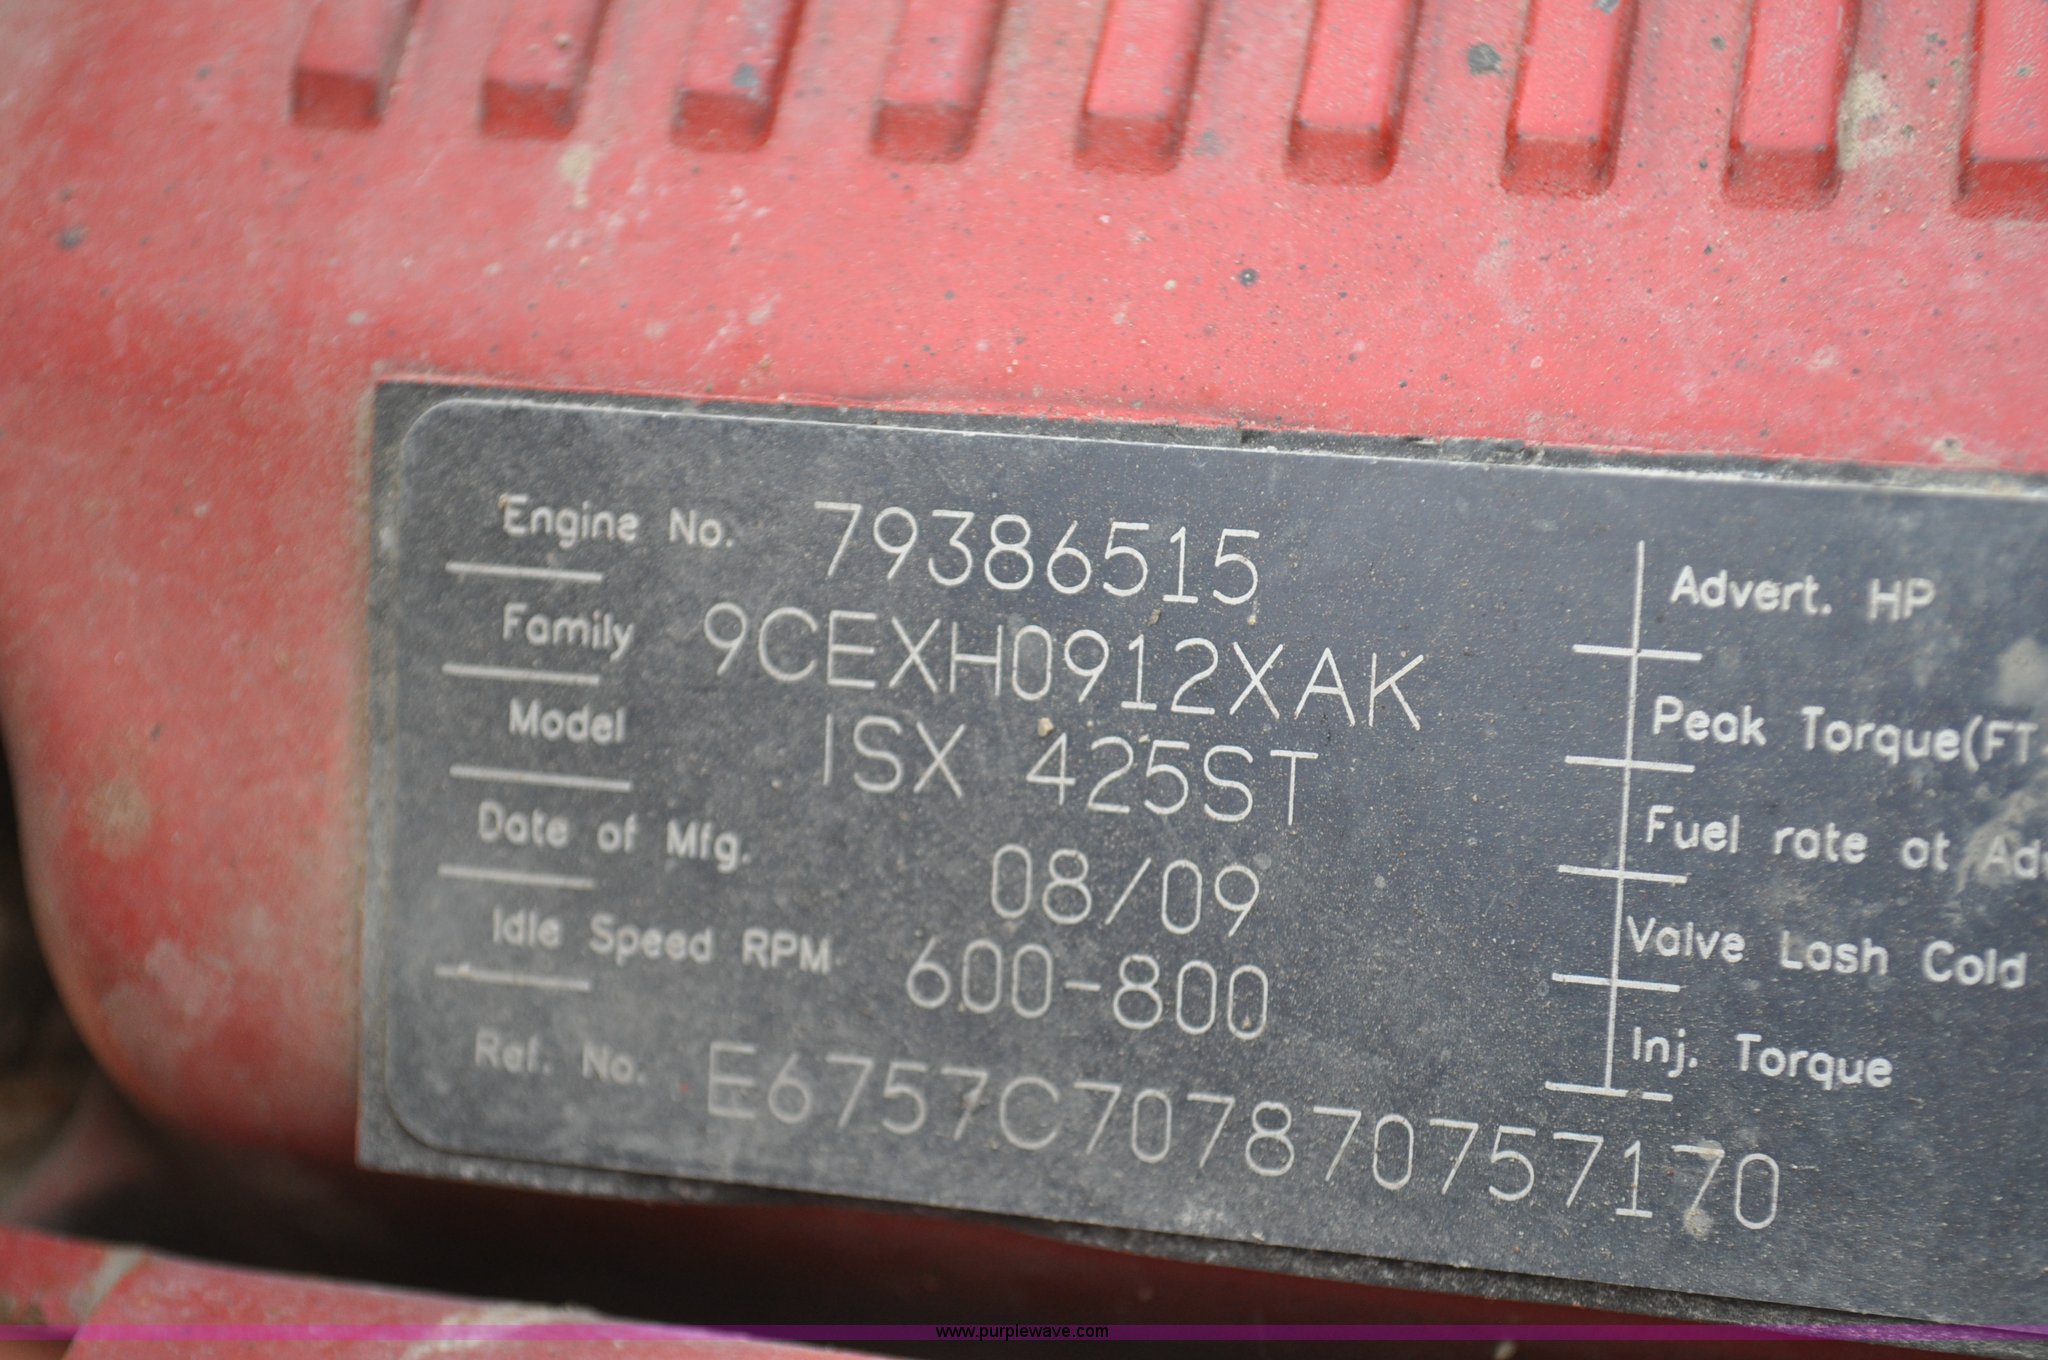 Engine No. 79386515
Family 9CEXH0912XAK
Model ISX 425ST
Date of Mfg. 08/09
Idle Speed RPM 600-800
Ref. No. E6757C707870757170
Advert. HP
Peak Torque(FT.
Fuel rate at Adv
Valve Lash Cold
Inj. Torque
www.purplewave.com